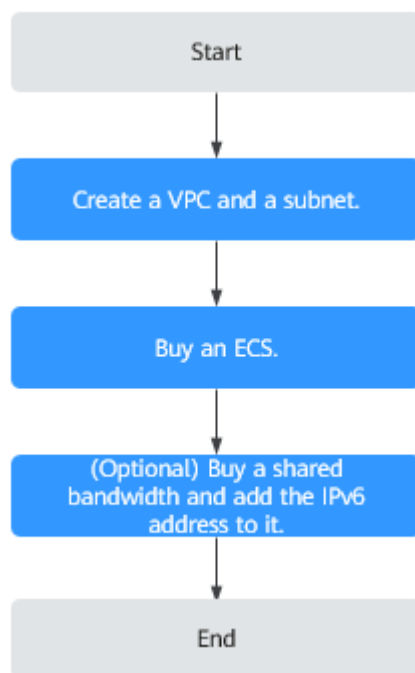 Start
Create a VPC and a subnet.
Buy an ECS.
(Optional) Buy a shared
bandwidth and add the IPv6
address to it.
End